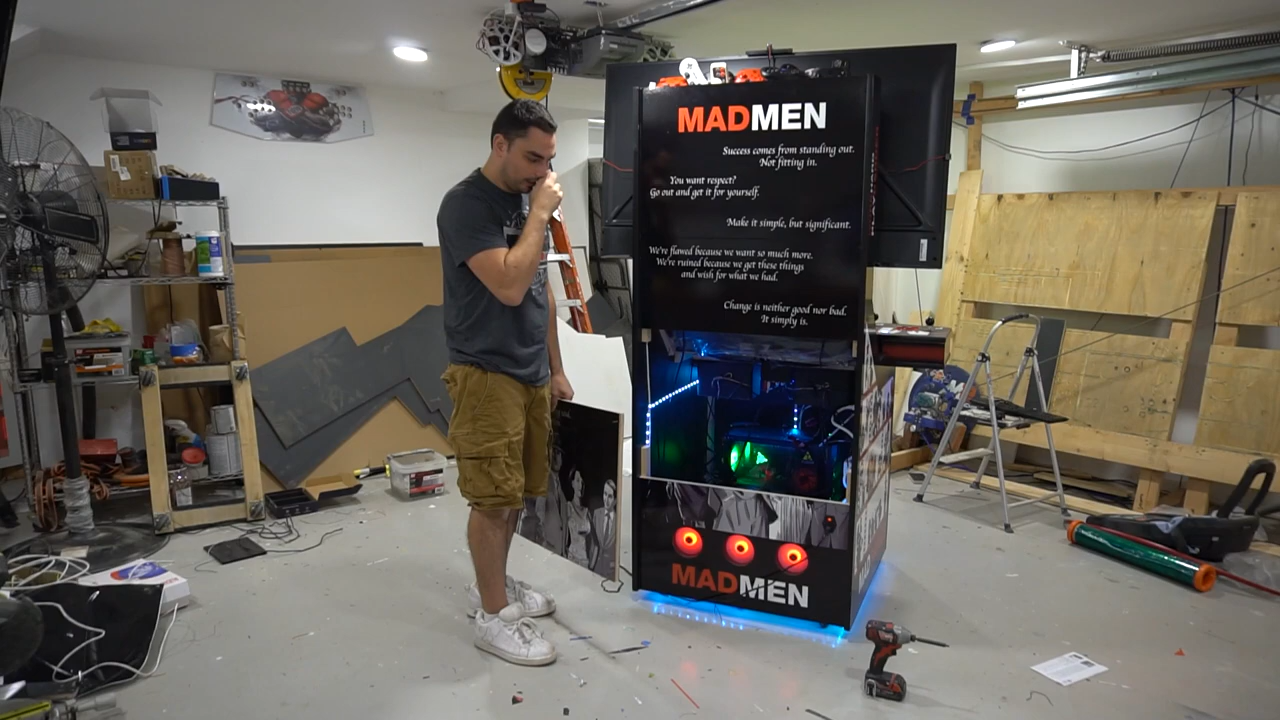 MADMEN
Success comes from standing out.
Not fitting in.
You want respect?
Go out and get it for yourself.
Make it simple, but significant.
We're flawed because we want so much more.
We're ruined because we get these things
and wish for what we had.
Change is neither good nor bad.
It simply is.
MADMEN